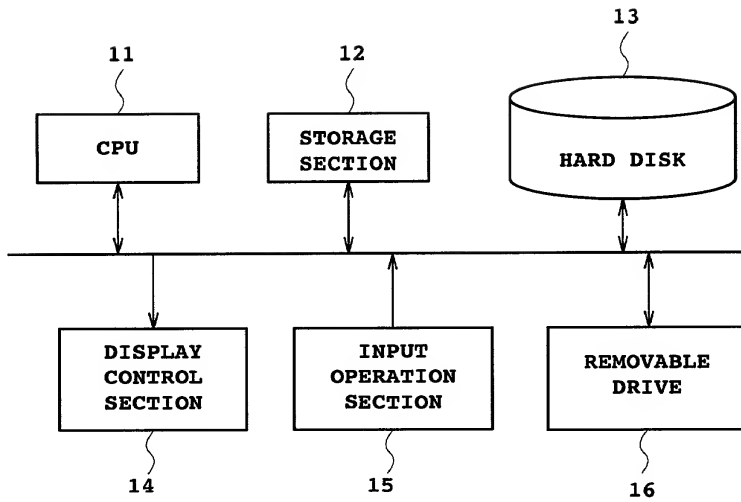 11
12
13
CPU
STORAGE
SECTION
HARD DISK
DISPLAY
CONTROL
SECTION
INPUT
OPERATION
SECTION
REMOVABLE
DRIVE
14
15
16